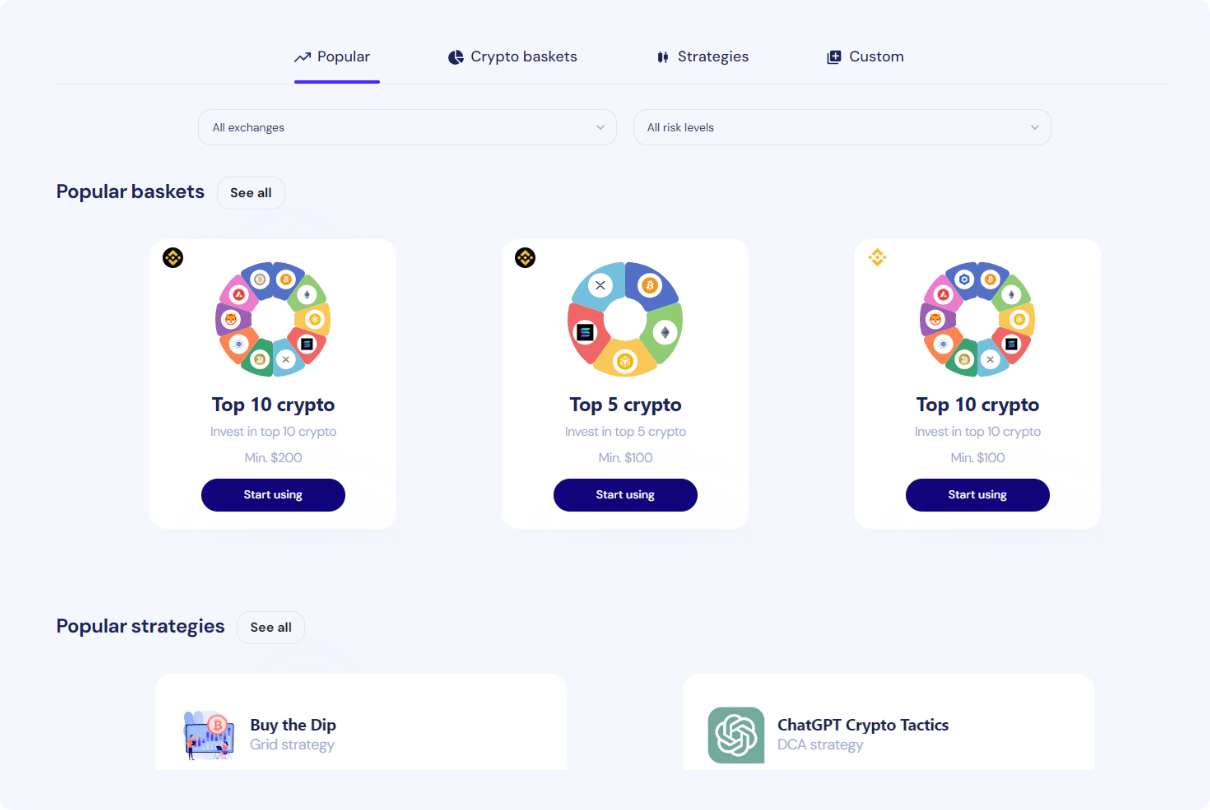 Popular
Crypto baskets
Strategies
Custom
All exchanges
All risk levels
Popular baskets
See all
Top 10 crypto
Invest in top 10 crypto
Min. $200
Start using
Top 5 crypto
Invest in top 5 crypto
Min. $100
Start using
Top 10 crypto
Invest in top 10 crypto
Min. $100
Start using
Popular strategies
See all
Buy the Dip
Grid strategy
ChatGPT Crypto Tactics
DCA strategy